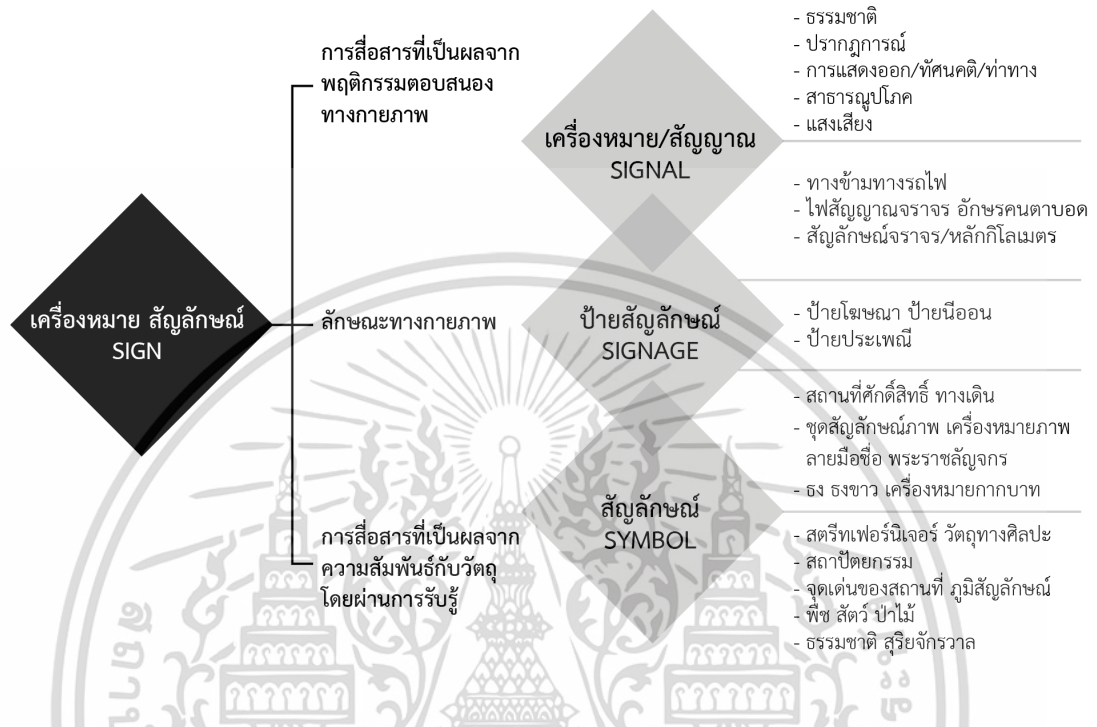 เครื่องหมาย สัญลักษณ์
SIGN
การสื่อสารที่เป็นผลจาก
พฤติกรรมตอบสนอง
ทางกายภาพ
ลักษณะทางกายภาพ
การสื่อสารที่เป็นผลจาก
ความสัมพันธ์กับวัตถุ
โดยผ่านการรับรู้
เครื่องหมาย/สัญญาณ
SIGNAL
ป้ายสัญลักษณ์
SIGNAGE
สัญลักษณ์
SYMBOL
- ธรรมชาติ
- ปรากฏการณ์
- การแสดงออก/ทัศนคติ/ท่าทาง
- สาธารณูปโภค
- แสงเสียง
- ทางข้ามทางรถไฟ
- ไฟสัญญาณจราจร อักษรคนตาบอด
- สัญลักษณ์จราจร/หลักกิโลเมตร
- ป้ายโฆษณา ป้ายนีออน
- ป้ายประเพณี
- สถานที่ศักดิ์สิทธิ์ ทางเดิน
- ชุดสัญลักษณ์ภาพ เครื่องหมายภาพ
ลายมือชื่อ พระราชลัญจกร
- ธง ธงขาว เครื่องหมายกากบาท
- สตรีทเฟอร์นิเจอร์ วัตถุทางศิลปะ
- สถาปัตยกรรม
- จุดเด่นของสถานที่ ภูมิสัญลักษณ์
- พืช สัตว์ ป่าไม้
- ธรรมชาติ สุริยจักรวาล